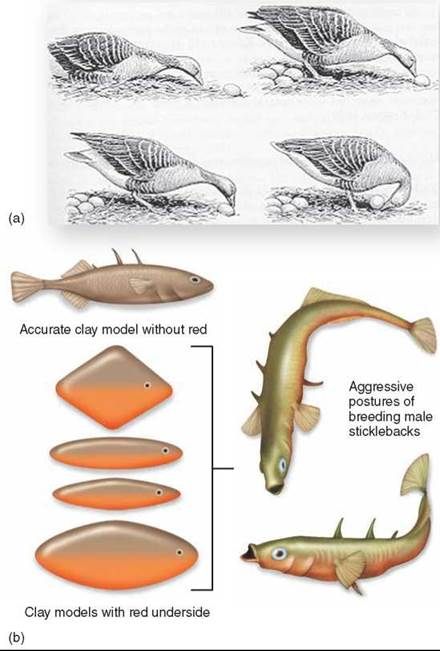 (a)
Accurate clay model without red
Aggressive
postures of
breeding male
sticklebacks
Clay models with red underside
(b)